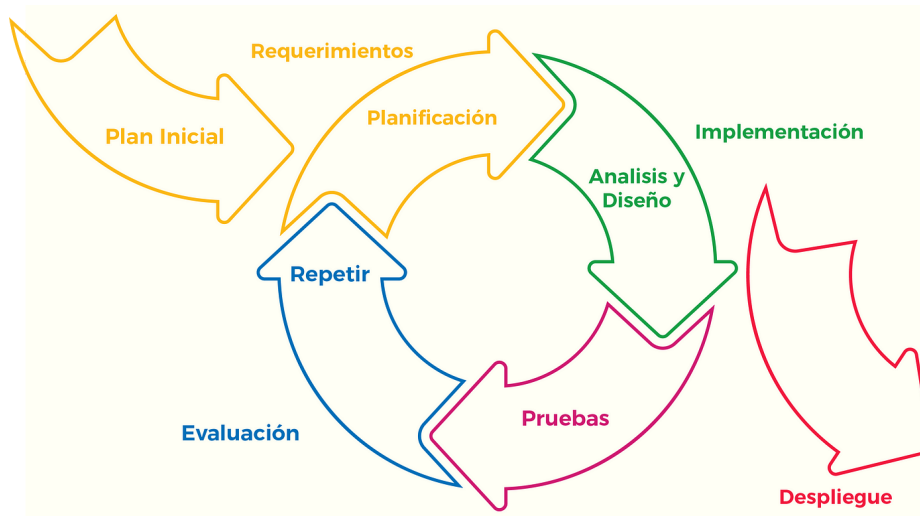 Requerimientos
Planificación
Plan Inicial
Implementación
Analisis y
Diseño
Repetir
Pruebas
Evaluación
Despliegue